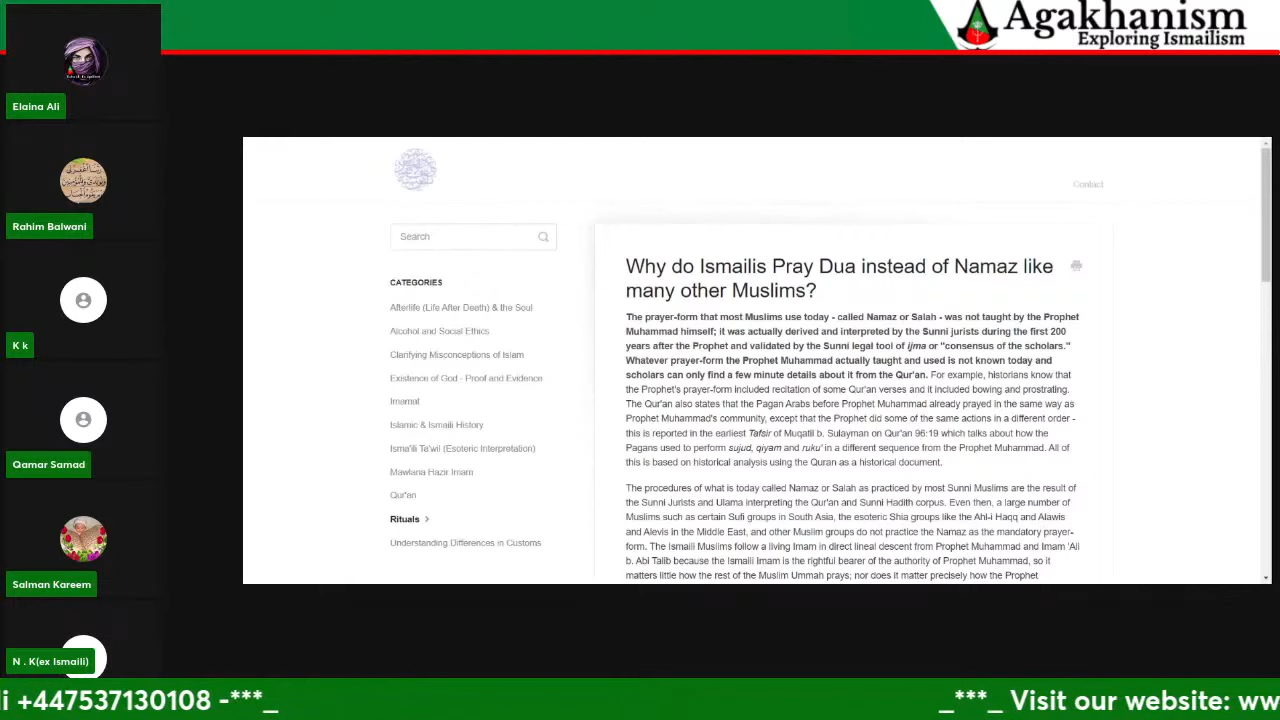 Agakhanism
Exploring Ismailism
Elaina Ali
Rahim Balwani
K k
Qamar Samad
Salman Kareem
N . K(ex Ismaili)
Contact
Search
CATEGORIES
Afterlife (Life After Death) & the Soul
Alcohol and Social Ethics
Clarifying Misconceptions of Islam
Existence of God - Proof and Evidence
Imamat
Islamic & Ismaili History
Isma'ili Ta'wil (Esoteric Interpretation)
Mawlana Hazir Imam
Qur'an
Rituals
Understanding Differences in Customs
Why do Ismailis Pray Dua instead of Namaz like
many other Muslims?
The prayer-form that most Muslims use today - called Namaz or Salah - was not taught by the Prophet
Muhammad himself; it was actually derived and interpreted by the Sunni jurists during the first 200
years after the Prophet and validated by the Sunni legal tool of ijma or "consensus of the scholars."
Whatever prayer-form the Prophet Muhammad actually taught and used is not known today and
scholars can only find a few minute details about it from the Qur'an. For example, historians know that
the Prophet's prayer-form included recitation of some Qur'an verses and it included bowing and prostrating.
The Qur'an also states that the Pagan Arabs before Prophet Muhammad already prayed in the same way as
Prophet Muhammad's community, except that the Prophet did some of the same actions in a different order -
this is reported in the earliest Tafsir of Muqatil b. Sulayman on Qur'an 96:19 which talks about how the
Pagans used to perform sujud, qiyam and ruku' in a different sequence from the Prophet Muhammad. All of
this is based on historical analysis using the Quran as a historical document.
The procedures of what is today called Namaz or Salah as practiced by most Sunni Muslims are the result of
the Sunni Jurists and Ulama interpreting the Qur'an and Sunni Hadith corpus. Even then, a large number of
Muslims such as certain Sufi groups in South Asia, the esoteric Shia groups like the Ahl-i Haqq and Alawis
and Alevis in the Middle East, and other Muslim groups do not practice the Namaz as the mandatory prayer-
form. The Ismaili Muslims follow a living Imam in direct lineal descent from Prophet Muhammad and Imam 'Ali
b. Abi Talib because the Ismaili Imam is the rightful bearer of the authority of Prophet Muhammad, so it
matters little how the rest of the Muslim Ummah prays; nor does it matter precisely how the Prophet
li +447537130108 -***_
_***_ Visit our website: ww